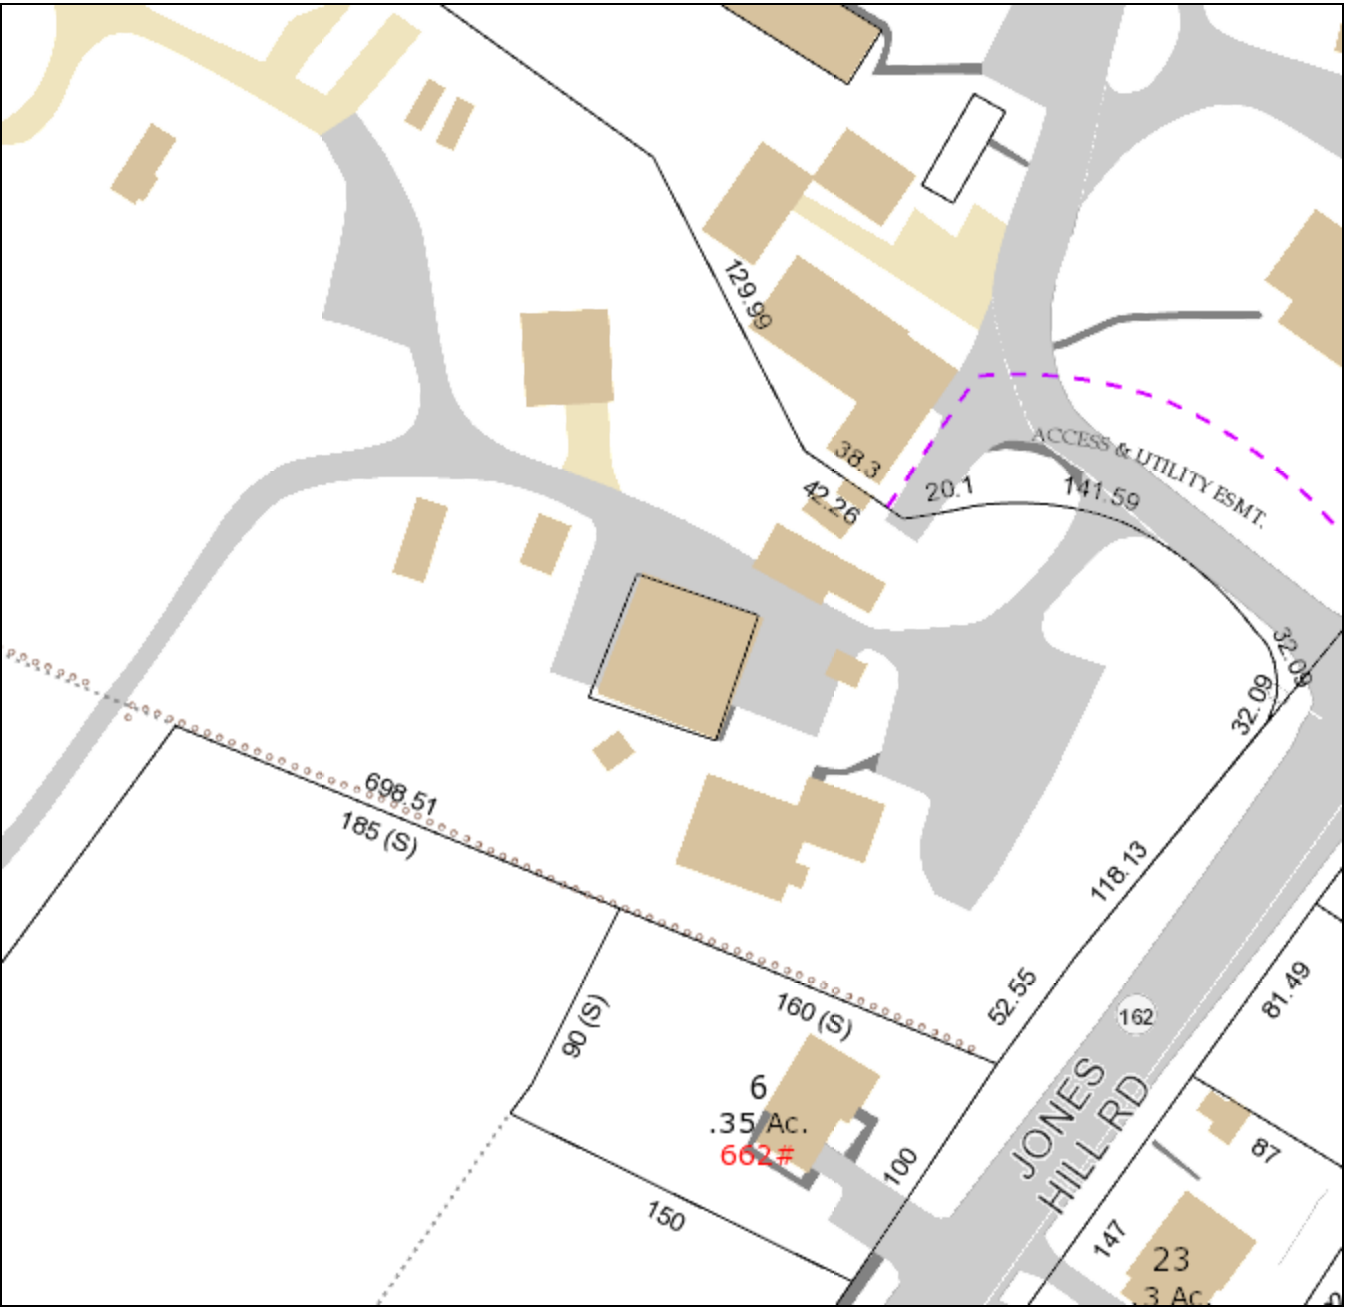 129.99
38.3
42.26
20.1
141.59
ACCESS & UTILITY ESMT.
32.09
32.09
698.51
185 (S)
118.13
52.55
160 (S)
90 (S)
162
81.49
6
.35 Ac.
662#
JONES
HILL RD
100
87
150
147
23
.3 Ac.